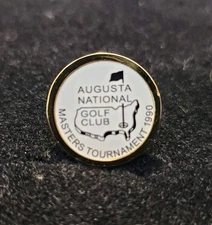 AUGUSTA
NATIONAL
GOLF
CLUB
MASTERS TOURNAMENT 1990